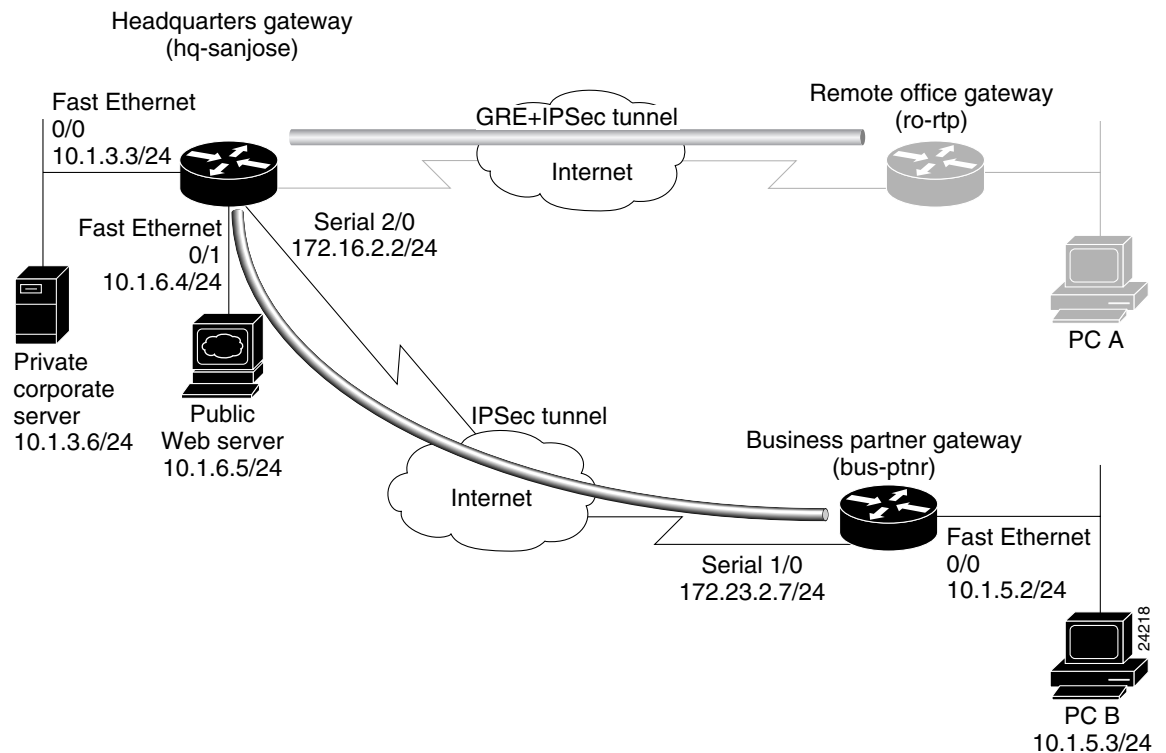 Headquarters gateway
(hq-sanjose)
Fast Ethernet
0/0
10.1.3.3/24
GRE+IPSec tunnel
Internet
Remote office gateway
(ro-rtp)
Serial 2/0
172.16.2.2/24
Fast Ethernet
0/1
10.1.6.4/24
Private
corporate
server
10.1.3.6/24
Public
Web server
10.1.6.5/24
PC A
IPSec tunnel
Internet
Business partner gateway
(bus-ptnr)
Serial 1/0
172.23.2.7/24
Fast Ethernet
0/0
10.1.5.2/24
24218
PC B
10.1.5.3/24